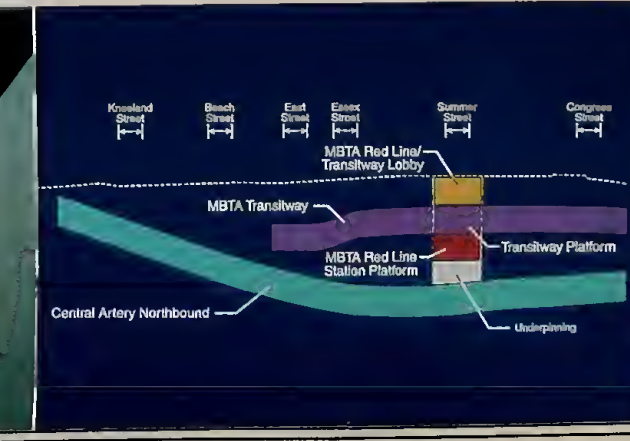 Kneeland
Street
Beach
Street
East
Street
Essex
Street
Summer
Street
Congress
Street
MBTA Red Line/
Transitway Lobby
MBTA Transitway
Transitway Platform
MBTA Red Line
Station Platform
Central Artery Northbound
Underpinning